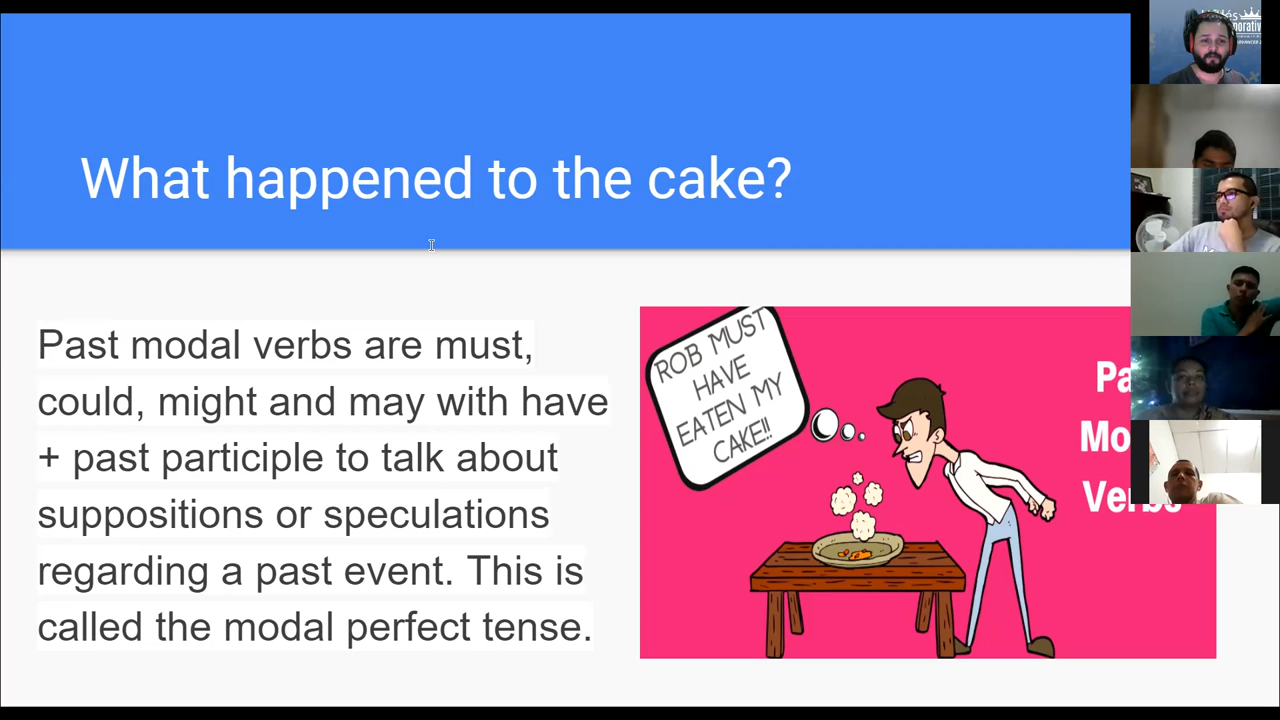 What happened to the cake?
Past modal verbs are must,
could, might and may with have
+ past participle to talk about
suppositions or speculations
regarding a past event. This is
called the modal perfect tense.
ROB MUST
HAVE
EATEN MY
CAKE!!
Pa
Mo
Verbs